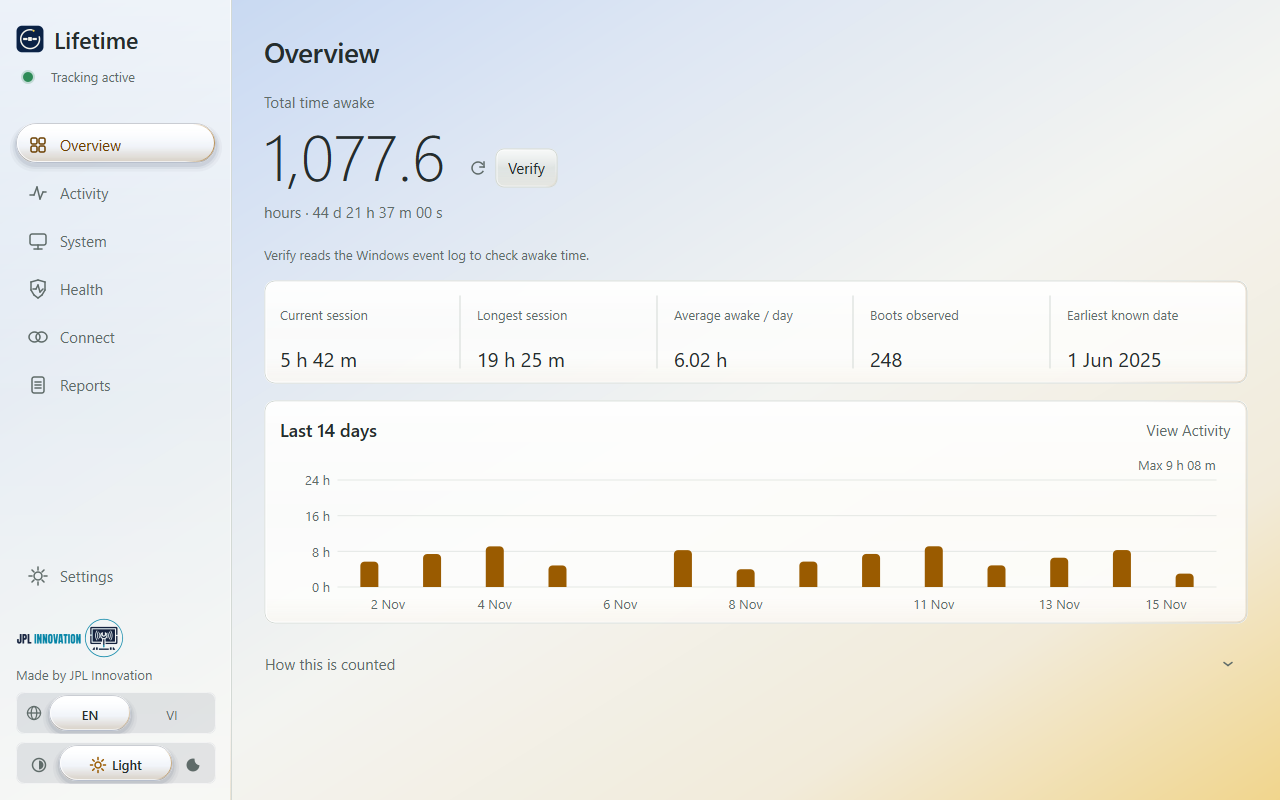 Lifetime
Tracking active
Overview
Activity
System
Health
Connect
Reports
Settings
JPL INNOVATION
Made by JPL Innovation
EN VI
Light
Overview
Total time awake
1,077.6
Verify
hours · 44 d 21 h 37 m 00 s
Verify reads the Windows event log to check awake time.
Current session
5 h 42 m
Longest session
19 h 25 m
Average awake / day
6.02 h
Boots observed
248
Earliest known date
1 Jun 2025
Last 14 days
View Activity
Max 9 h 08 m
24 h
16 h
8 h
0 h
2 Nov 4 Nov 6 Nov 8 Nov 11 Nov 13 Nov 15 Nov
How this is counted